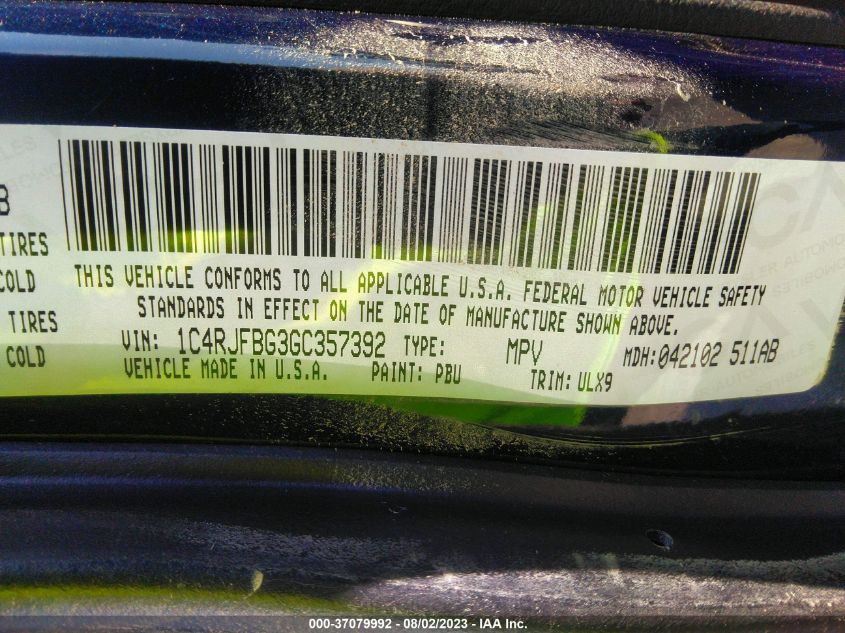 B
TIRES
COLD
TIRES
COLD
THIS VEHICLE CONFORMS TO ALL APPLICABLE U.S.A. FEDERAL MOTOR VEHICLE SAFETY
STANDARDS IN EFFECT ON THE DATE OF MANUFACTURE SHOWN ABOVE.
VIN: 1C4RJFBG3GC357392 TYPE: MPV MDH:042102 511AB
VEHICLE MADE IN U.S.A. PAINT: PBU TRIM: ULX9
000-37079992 - 08/02/2023 - IAA Inc.